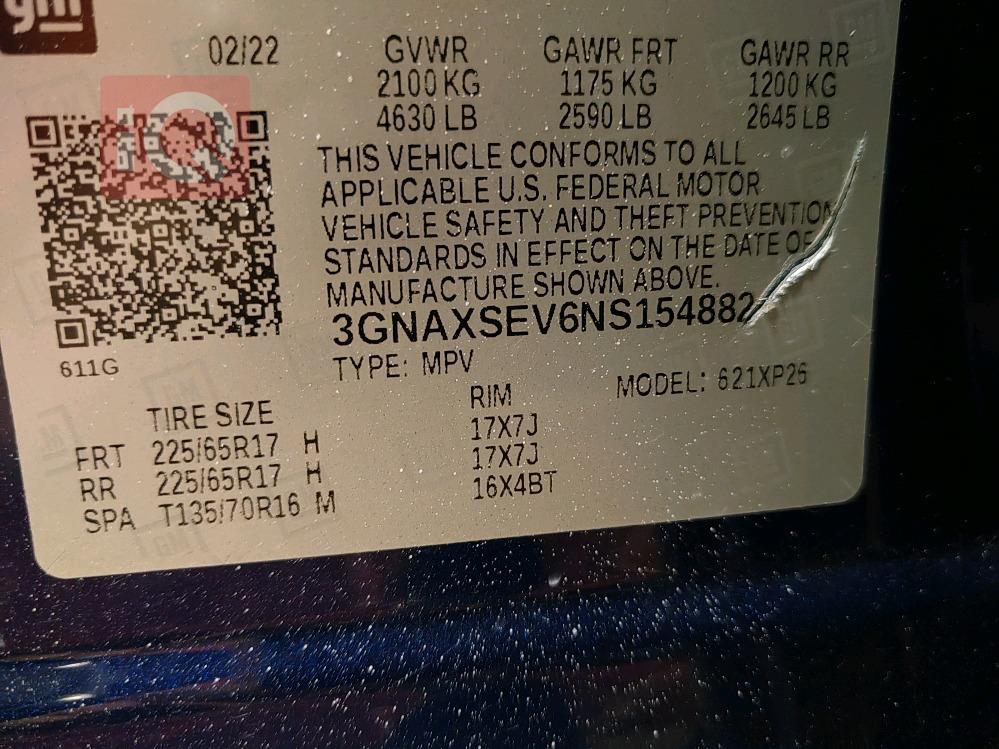 gm
02/22 GVWR GAWR FRT GAWR RR
2100 KG 1175 KG 1200 KG
4630 LB 2590 LB 2645 LB
THIS VEHICLE CONFORMS TO ALL
APPLICABLE U.S. FEDERAL MOTOR
VEHICLE SAFETY AND THEFT PREVENTION
STANDARDS IN EFFECT ON THE DATE OF
MANUFACTURE SHOWN ABOVE.
3GNAXSEV6NS154882
611G
TYPE: MPV MODEL: 621XP26
TIRE SIZE RIM
FRT 225/65R17 H 17X7J
RR 225/65R17 H 17X7J
SPA T135/70R16 M 16X4BT
IQ